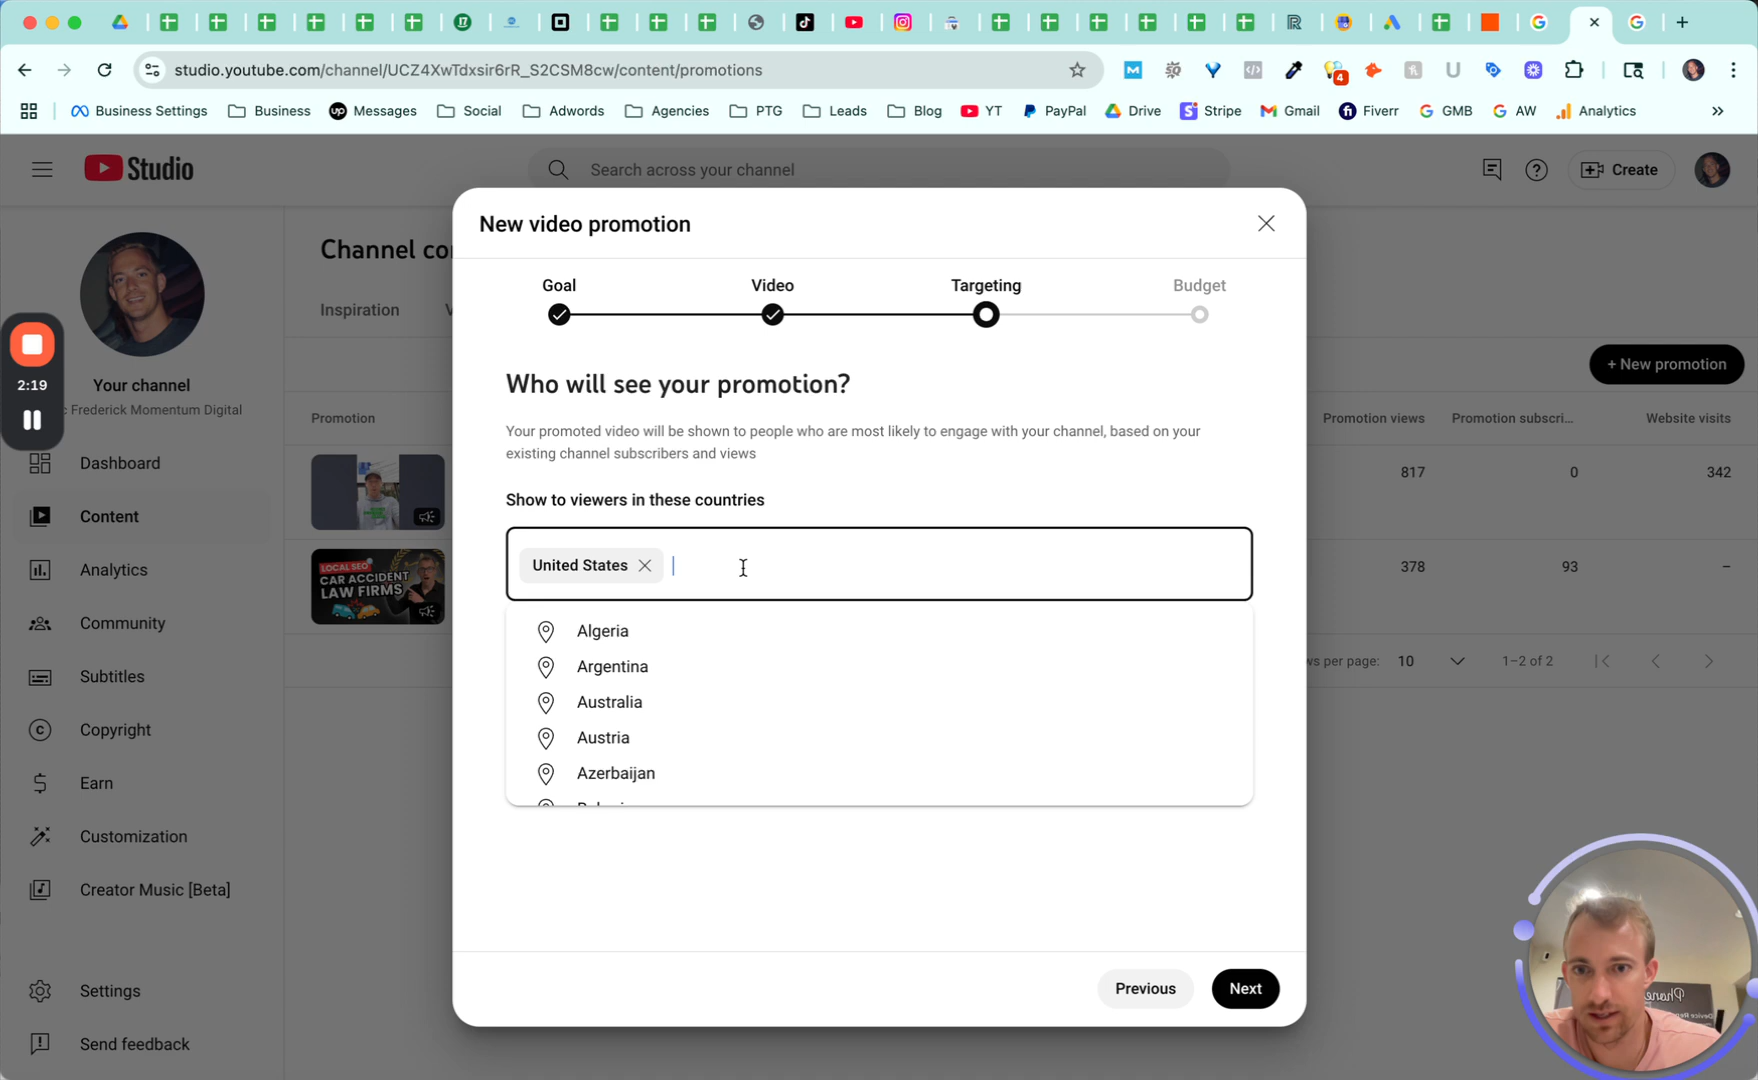 studio.youtube.com/channel/UCZ4XwTdxsir6rR_S2CSM8cw/content/promotions
4
Business Settings
Business
Messages
Social
Adwords
Agencies
PTG
Leads
Blog
YT
PayPal
Drive
Stripe
Gmail
Fiverr
GMB
AW
Analytics
Studio
Search across your channel
Create
New video promotion
Goal
Video
Targeting
Budget
Who will see your promotion?
Your promoted video will be shown to people who are most likely to engage with your channel, based on your
existing channel subscribers and views
Show to viewers in these countries
United States
Algeria
Argentina
Australia
Austria
Azerbaijan
Previous
Next
2:19
Your channel
Frederick Momentum Digital
Dashboard
Content
Analytics
Community
Subtitles
Copyright
Earn
Customization
Creator Music [Beta]
Settings
Send feedback
Inspiration
Promotion
LOCAL SEO
CAR ACCIDENT
LAW FIRMS
+ New promotion
Promotion views
Promotion subscri...
Website visits
817
0
342
378
93
–
per page:
10
1–2 of 2